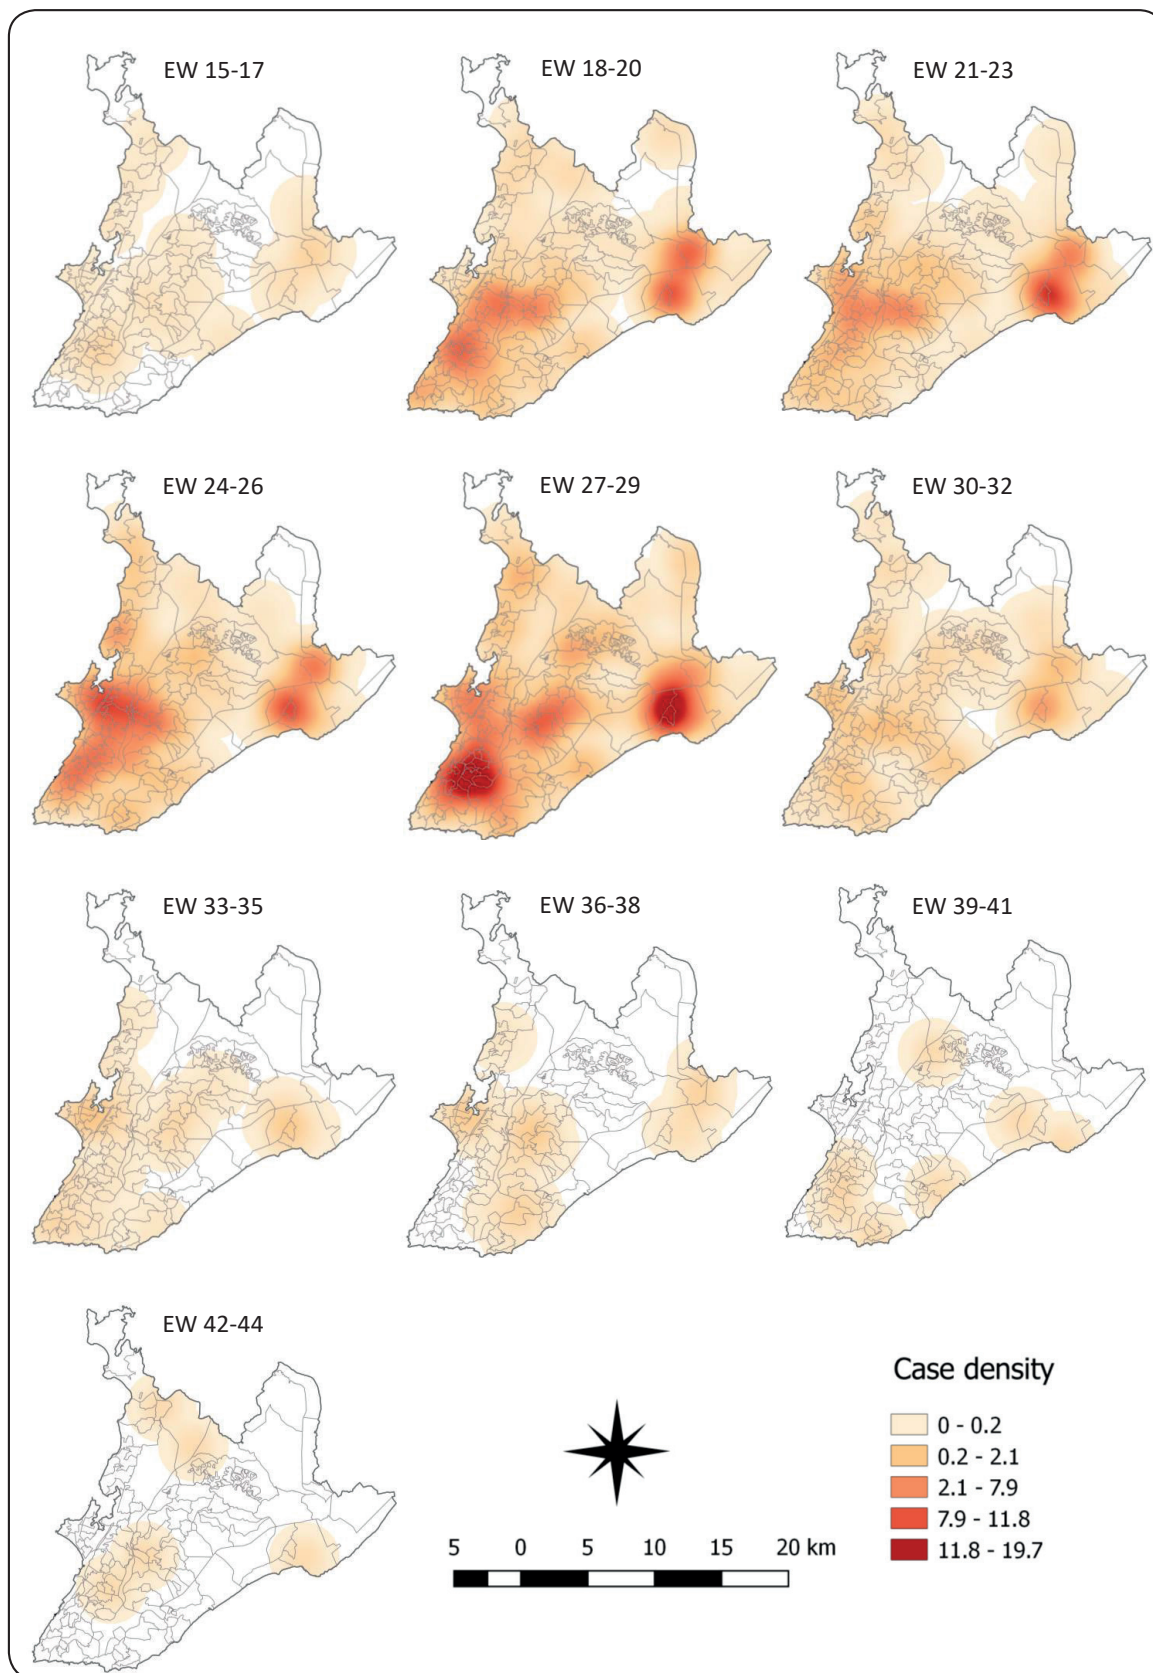 EW 15-17
EW 18-20
EW 21-23
EW 24-26
EW 27-29
EW 30-32
EW 33-35
EW 36-38
EW 39-41
EW 42-44
Case density
0 - 0.2
0.2 - 2.1
2.1 - 7.9
7.9 - 11.8
11.8 - 19.7
5 0 5 10 15 20 km